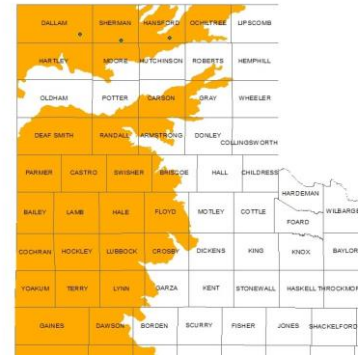 DALLAM SHERMAN HANSFORD OCHILTREE LIPSCOMB
HARTLEY MOORE HUTCHINSON ROBERTS HEMPHILL
OLDHAM POTTER CARSON GRAY WHEELER
DEAF SMITH RANDALL ARMSTRONG DONLEY COLLINGSWORTH
PARMER CASTRO SWISHER BRISCOE HALL CHILDRESS
HARDEMAN
BAILEY LAMB HALE FLOYD MOTLEY COTTLE FOARD WILBARGE
COCHRAN HOCKLEY LUBBOCK CROSBY DICKENS KING KNOX BAYLOR
YOAKUM TERRY LYNN GARZA KENT STONEWALL HASKELL THROCKMOR
GAINES DAWSON BORDEN SCURRY FISHER JONES SHACKELFORD